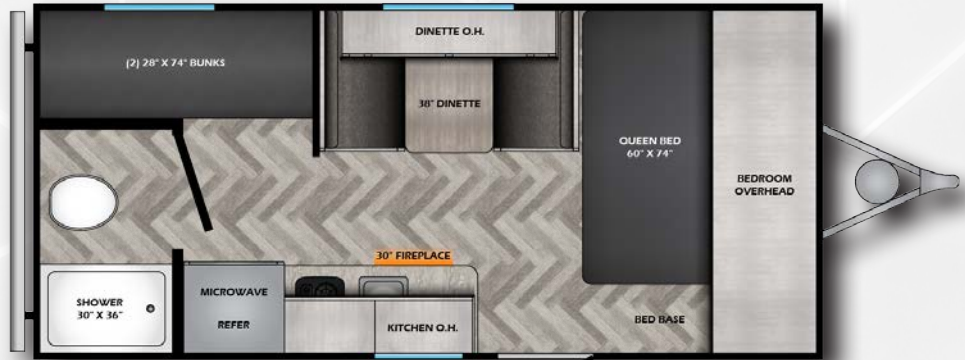 (2) 28" X 74" BUNKS
DINETTE O.H.
38" DINETTE
QUEEN BED
60" X 74"
BEDROOM
OVERHEAD
30" FIREPLACE
SHOWER
30" X 36"
MICROWAVE
REFER
KITCHEN O.H.
BED BASE